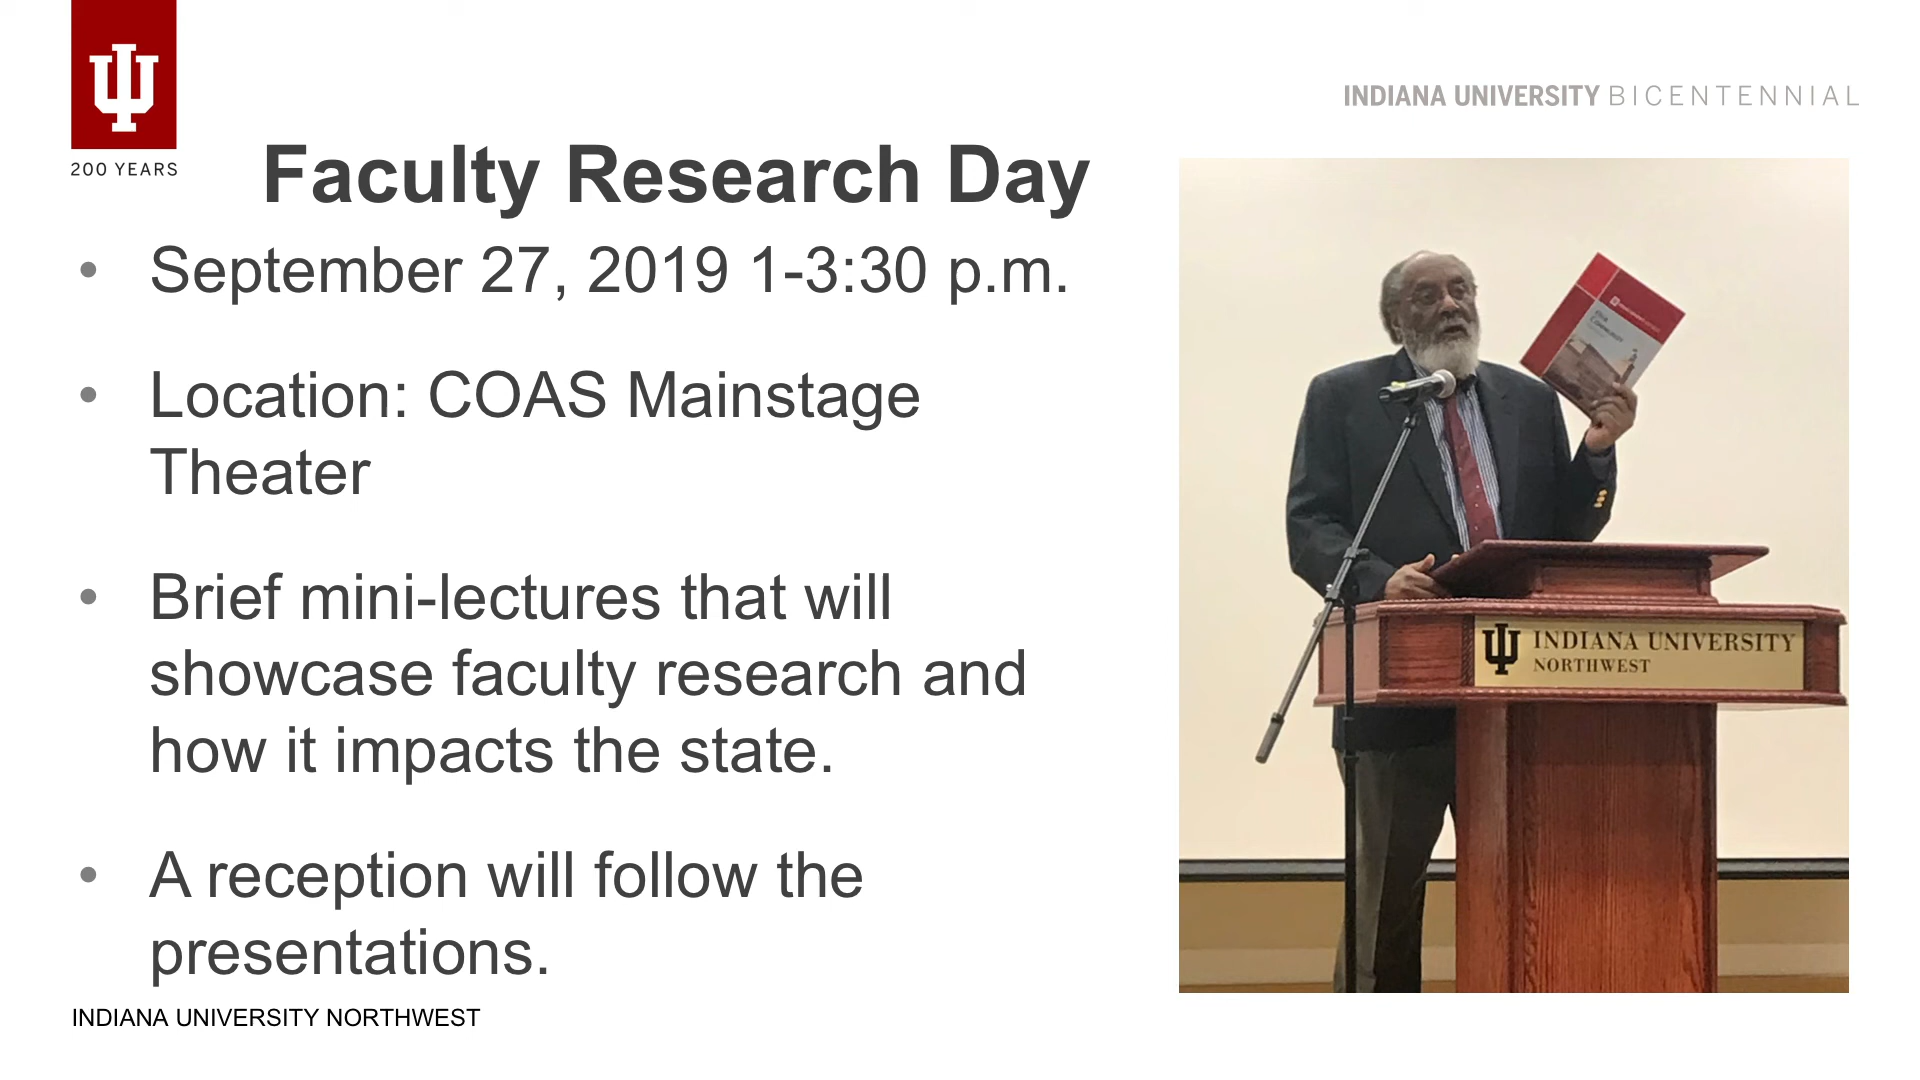 INDIANA UNIVERSITY BICENTENNIAL
200 YEARS
Faculty Research Day
• September 27, 2019 1-3:30 p.m.
• Location: COAS Mainstage
Theater
• Brief mini-lectures that will
showcase faculty research and
how it impacts the state.
• A reception will follow the
presentations.
INDIANA UNIVERSITY NORTHWEST
INDIANA UNIVERSITY
NORTHWEST